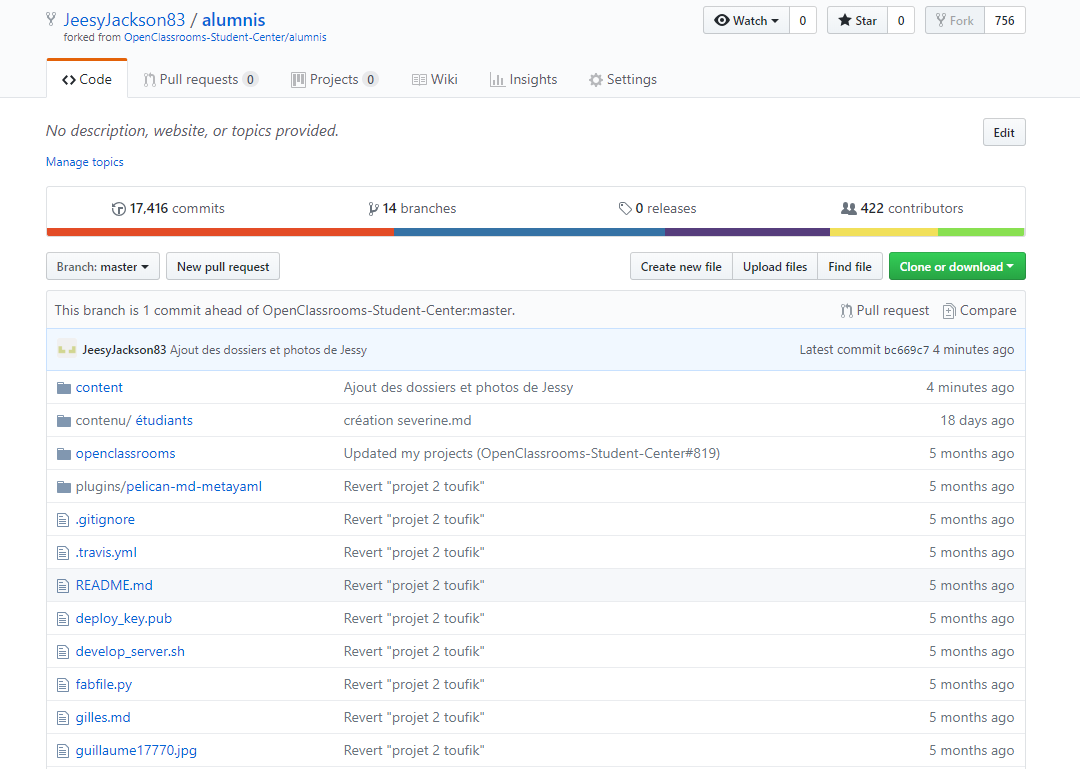 JeesyJackson83 / alumnis
Watch 0 Star 0 Fork 756
forked from OpenClassrooms-Student-Center/alumnis
Code Pull requests 0 Projects 0 Wiki Insights Settings
No description, website, or topics provided.
Edit
Manage topics
17,416 commits 14 branches 0 releases 422 contributors
Branch: master New pull request Create new file Upload files Find file Clone or download
This branch is 1 commit ahead of OpenClassrooms-Student-Center:master. Pull request Compare
JeesyJackson83 Ajout des dossiers et photos de Jessy Latest commit bc669c7 4 minutes ago
content Ajout des dossiers et photos de Jessy 4 minutes ago
contenu/ étudiants création severine.md 18 days ago
openclassrooms Updated my projects (OpenClassrooms-Student-Center#819) 5 months ago
plugins/pelican-md-metayaml Revert "projet 2 toufik" 5 months ago
.gitignore Revert "projet 2 toufik" 5 months ago
.travis.yml Revert "projet 2 toufik" 5 months ago
README.md Revert "projet 2 toufik" 5 months ago
deploy_key.pub Revert "projet 2 toufik" 5 months ago
develop_server.sh Revert "projet 2 toufik" 5 months ago
fabfile.py Revert "projet 2 toufik" 5 months ago
gilles.md Revert "projet 2 toufik" 5 months ago
guillaume17770.jpg Revert "projet 2 toufik" 5 months ago